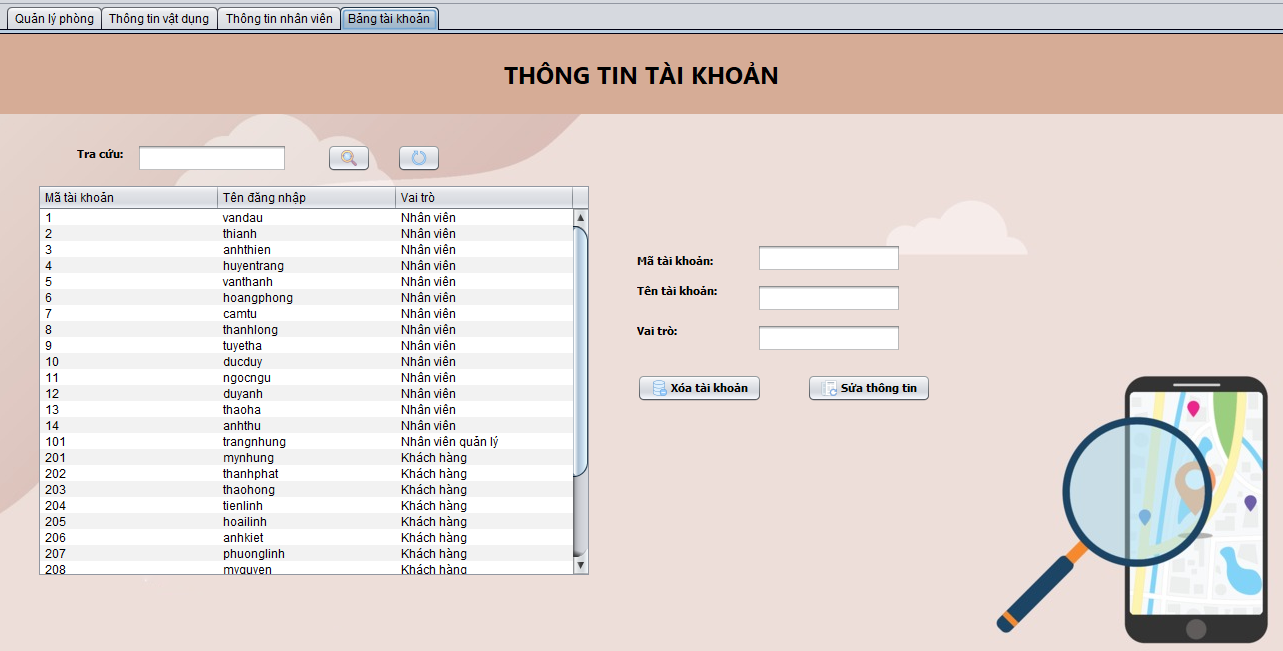 Quản lý phòng Thông tin vật dụng Thông tin nhân viên Bảng tài khoản
THÔNG TIN TÀI KHOẢN
Tra cứu:
Mã tài khoản Tên đăng nhập Vai trò
1 vandau Nhân viên
2 thianh Nhân viên
3 anhthien Nhân viên
4 huyentrang Nhân viên
5 vanthanh Nhân viên
6 hoangphong Nhân viên
7 camtu Nhân viên
8 thanhlong Nhân viên
9 tuyetha Nhân viên
10 ducduy Nhân viên
11 ngocngu Nhân viên
12 duyanh Nhân viên
13 thaoha Nhân viên
14 anhthu Nhân viên
101 trangnhung Nhân viên quản lý
201 mynhung Khách hàng
202 thanhphat Khách hàng
203 thaohong Khách hàng
204 tienlinh Khách hàng
205 hoailinh Khách hàng
206 anhkiet Khách hàng
207 phuonglinh Khách hàng
208 myquyen Khách hàng
Mã tài khoản:
Tên tài khoản:
Vai trò:
Xóa tài khoản Sửa thông tin